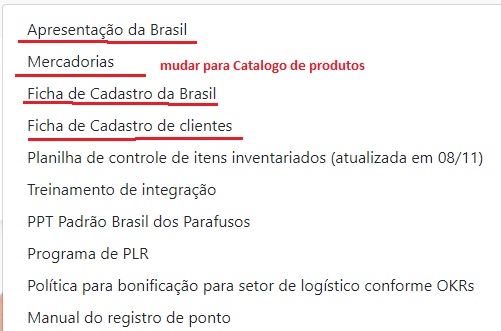 Apresentação da Brasil
Mercadorias mudar para Catalogo de produtos
Ficha de Cadastro da Brasil
Ficha de Cadastro de clientes
Planilha de controle de itens inventariados (atualizada em 08/11)
Treinamento de integração
PPT Padrão Brasil dos Parafusos
Programa de PLR
Política para bonificação para setor de logístico conforme OKRs
Manual do registro de ponto